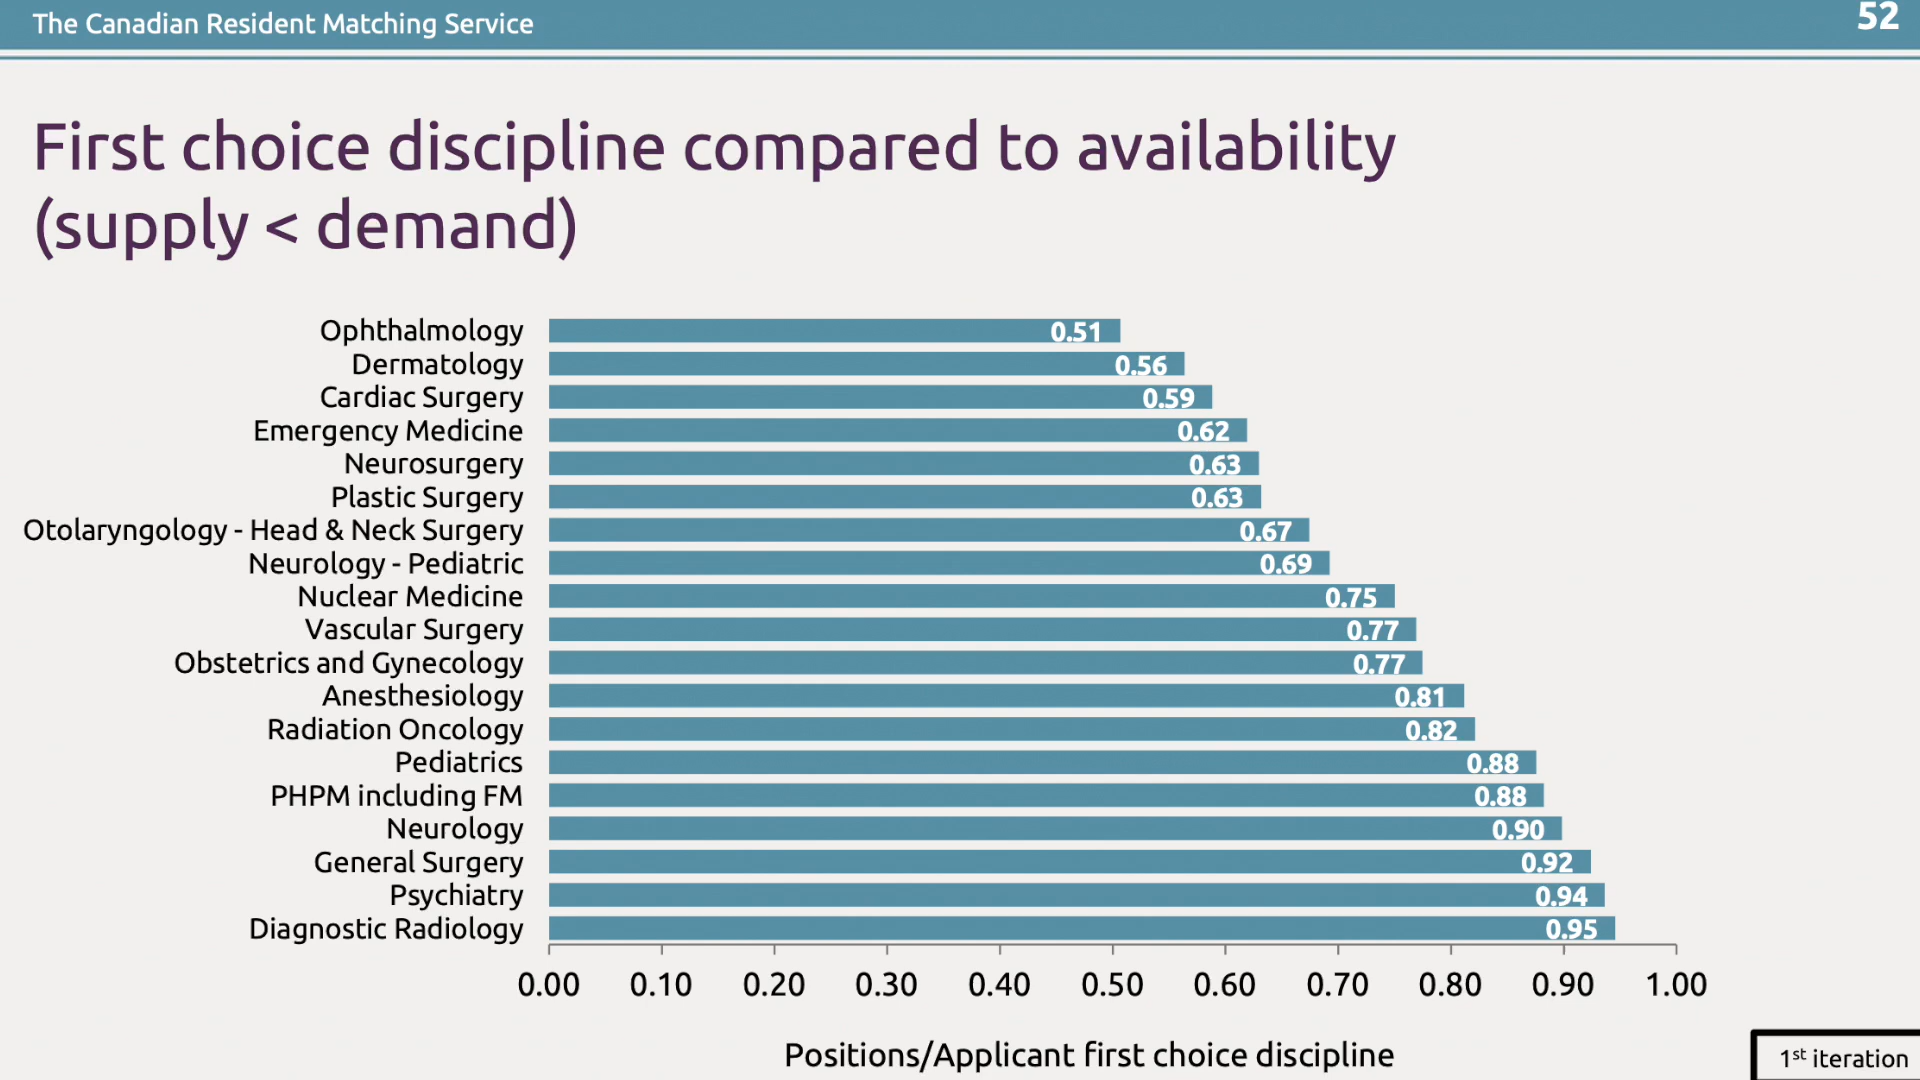 The Canadian Resident Matching Service
52
First choice discipline compared to availability
(supply < demand)
Ophthalmology 0.51
Dermatology 0.56
Cardiac Surgery 0.59
Emergency Medicine 0.62
Neurosurgery 0.63
Plastic Surgery 0.63
Otolaryngology - Head & Neck Surgery 0.67
Neurology - Pediatric 0.69
Nuclear Medicine 0.75
Vascular Surgery 0.77
Obstetrics and Gynecology 0.77
Anesthesiology 0.81
Radiation Oncology 0.82
Pediatrics 0.88
PHPM including FM 0.88
Neurology 0.90
General Surgery 0.92
Psychiatry 0.94
Diagnostic Radiology 0.95
0.00 0.10 0.20 0.30 0.40 0.50 0.60 0.70 0.80 0.90 1.00
Positions/Applicant first choice discipline
1st iteration